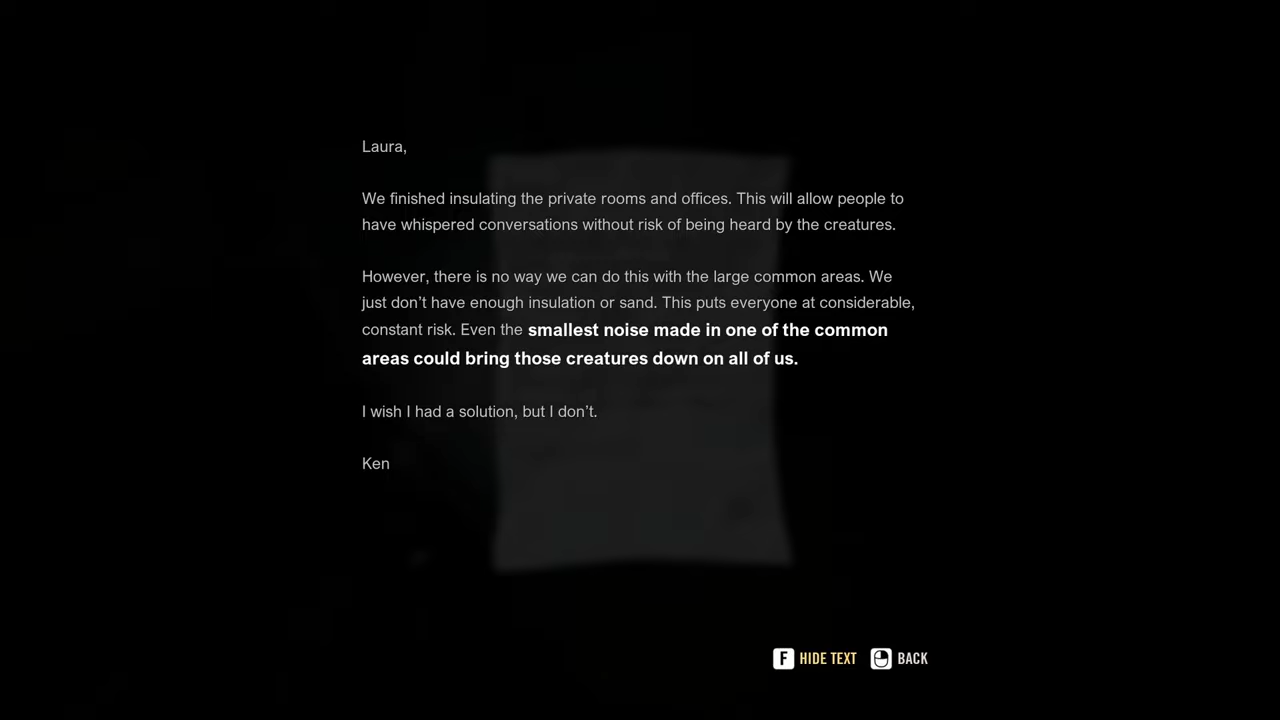 Laura,
We finished insulating the private rooms and offices. This will allow people to
have whispered conversations without risk of being heard by the creatures.
However, there is no way we can do this with the large common areas. We
just don’t have enough insulation or sand. This puts everyone at considerable,
constant risk. Even the smallest noise made in one of the common
areas could bring those creatures down on all of us.
I wish I had a solution, but I don’t.
Ken
F HIDE TEXT BACK